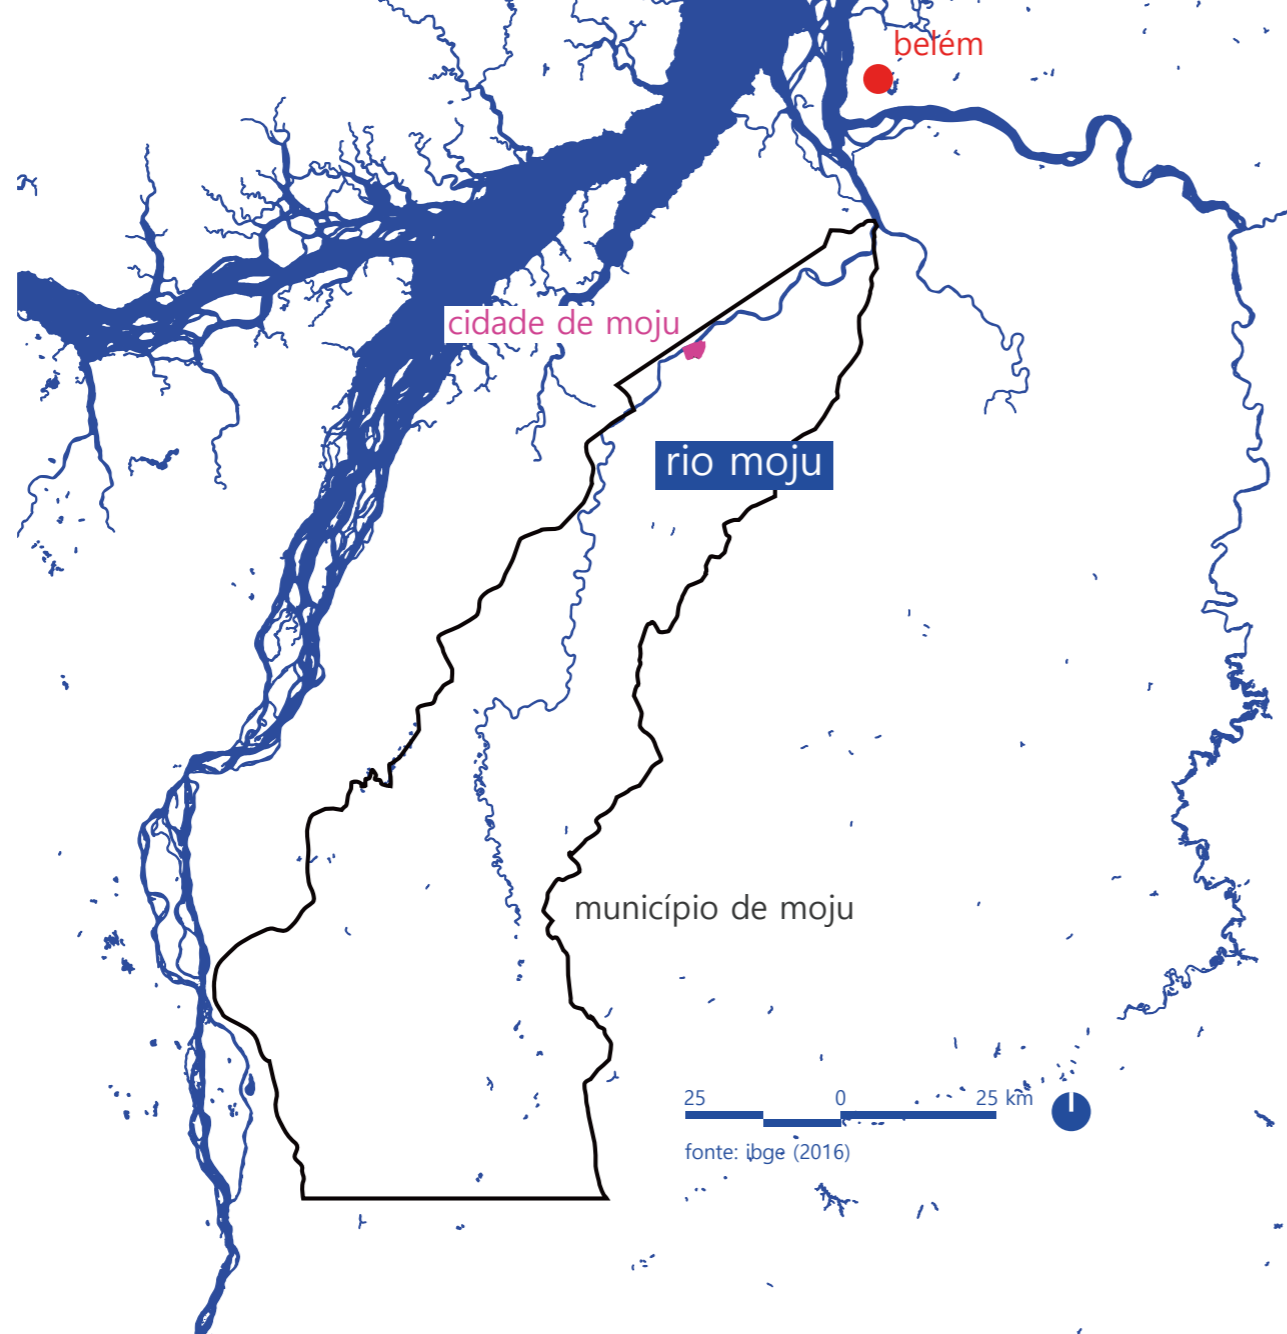 belém
cidade de moju
rio moju
município de moju
25 0 25 km
fonte: ibge (2016)